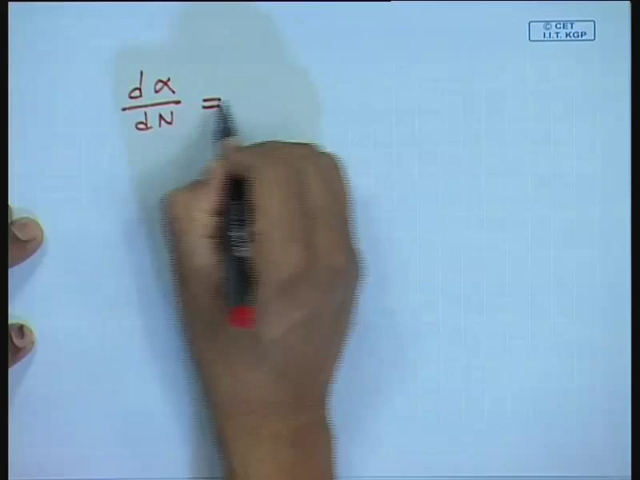 © CET
I.I.T. KGP
dα
dN =